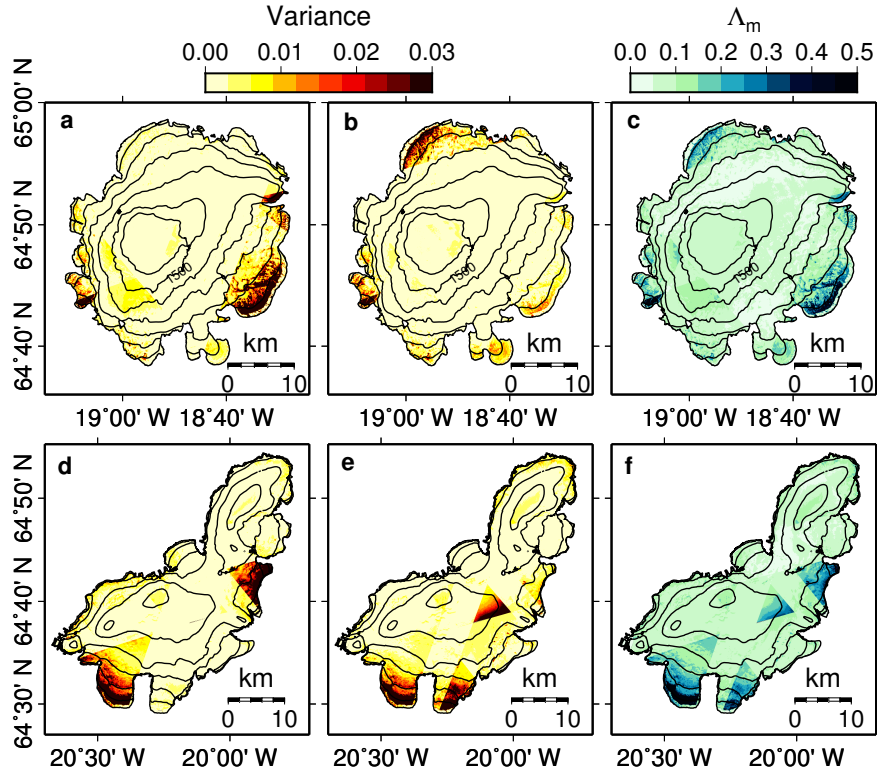 Variance
Λm
0.00 0.01 0.02 0.03
0.0 0.1 0.2 0.3 0.4 0.5
65°00' N
64°50' N
64°40' N
a
b
c
1500
1500
1500
km
0 10
km
0 10
km
0 10
19°00' W 18°40' W
19°00' W 18°40' W
19°00' W 18°40' W
64°50' N
64°40' N
64°30' N
d
e
f
km
0 10
km
0 10
km
0 10
20°30' W 20°00' W
20°30' W 20°00' W
20°30' W 20°00' W